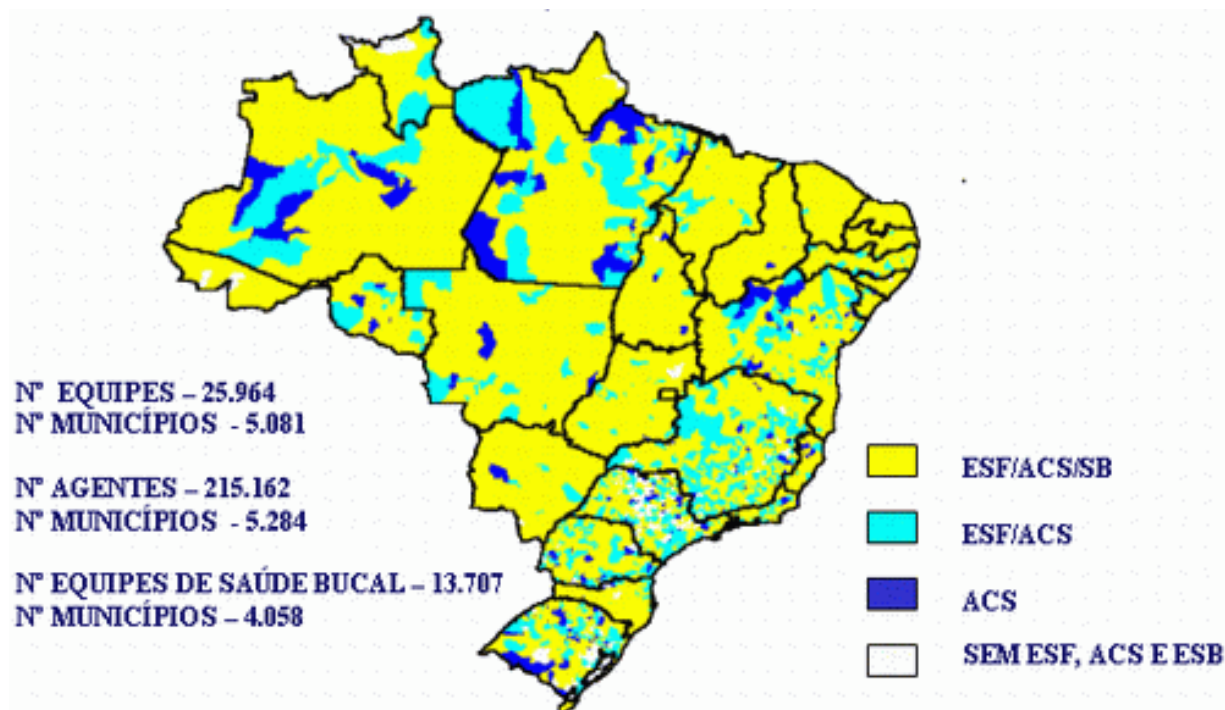 Nº EQUIPES – 25.964
Nº MUNICÍPIOS - 5.081
Nº AGENTES – 215.162
Nº MUNICÍPIOS - 5.284
Nº EQUIPES DE SAÚDE BUCAL – 13.707
Nº MUNICÍPIOS – 4.058
ESF/ACS/SB
ESF/ACS
ACS
SEM ESF, ACS E ESB